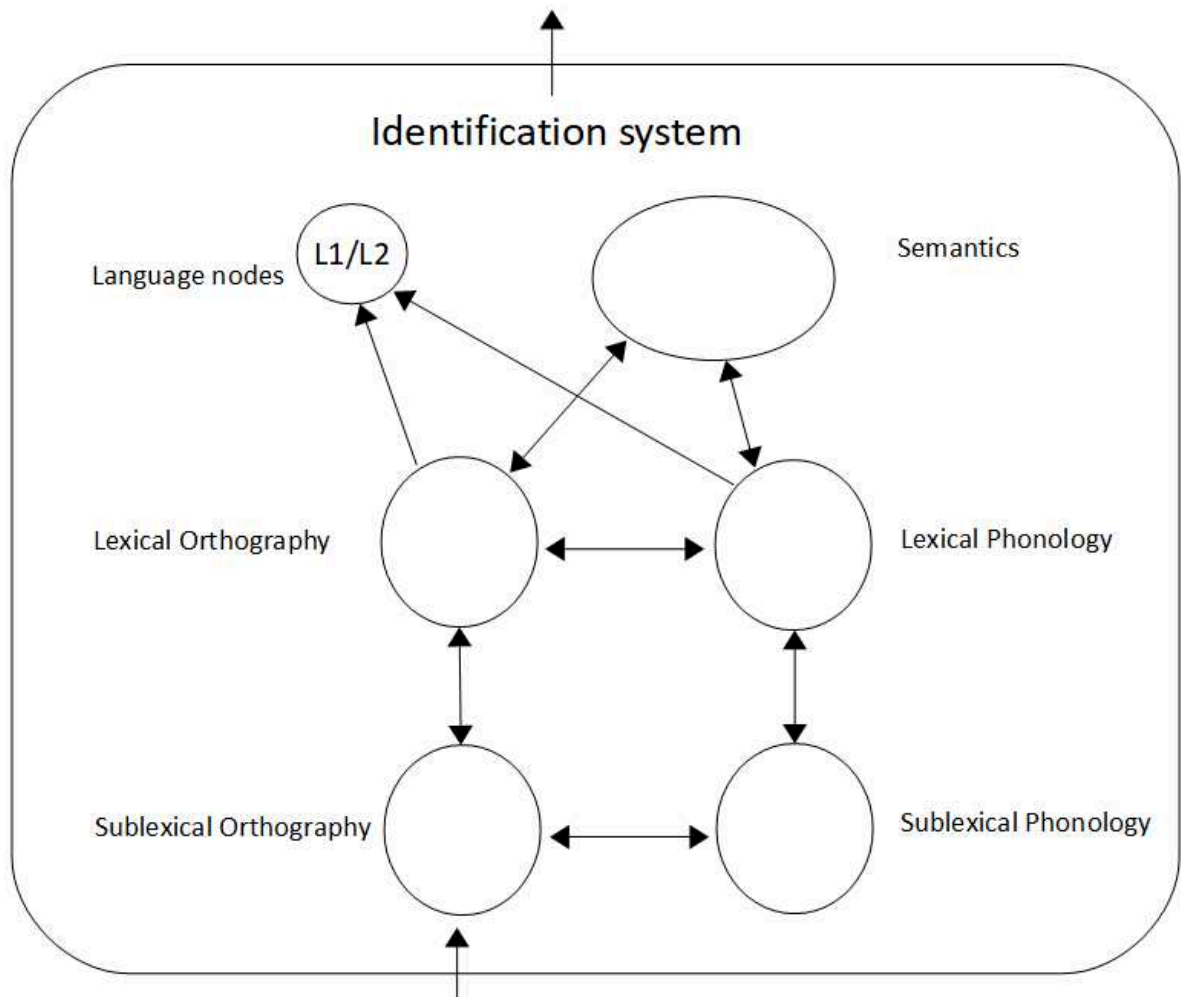 Identification system
L1/L2
Semantics
Language nodes
Lexical Orthography
Lexical Phonology
Sublexical Orthography
Sublexical Phonology